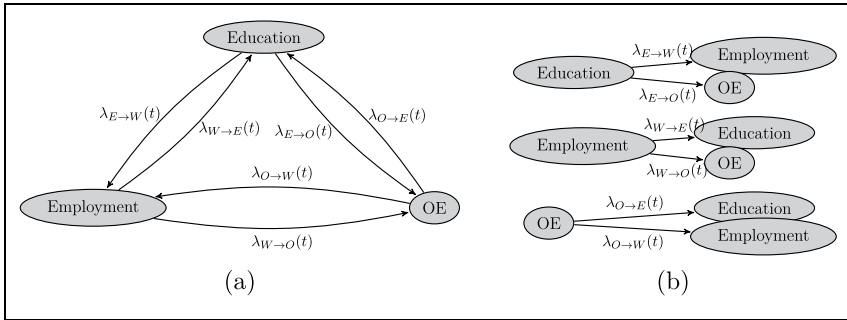 Education
λ_{E→W}(t)
λ_{W→E}(t)
λ_{E→O}(t)
λ_{O→E}(t)
λ_{O→W}(t)
Employment
OE
λ_{W→O}(t)
(a)
λ_{E→W}(t)
Employment
Education
OE
λ_{E→O}(t)
λ_{W→E}(t)
Education
Employment
OE
λ_{W→O}(t)
λ_{O→E}(t)
Education
OE
Employment
λ_{O→W}(t)
(b)